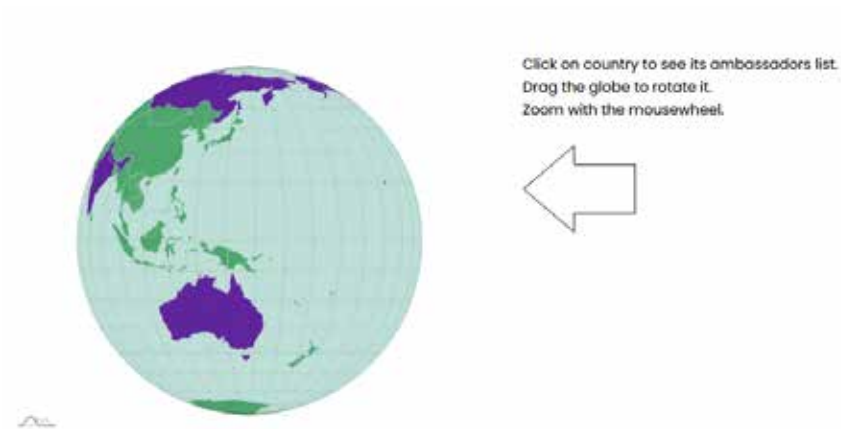 Click on country to see its ambassadors list.
Drag the globe to rotate it.
Zoom with the mousewheel.